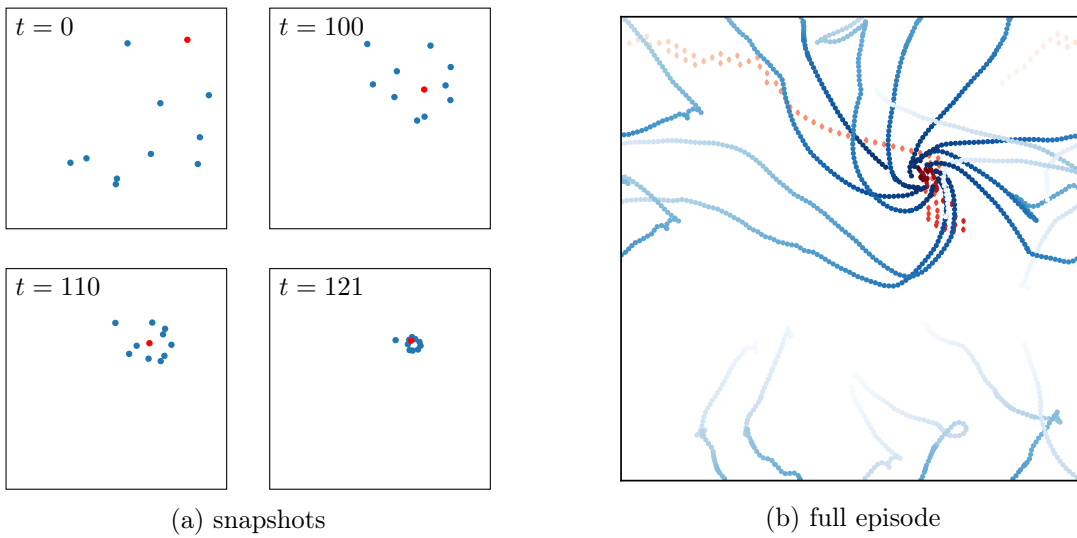 t = 0
t = 100
t = 110
t = 121
(a) snapshots
(b) full episode